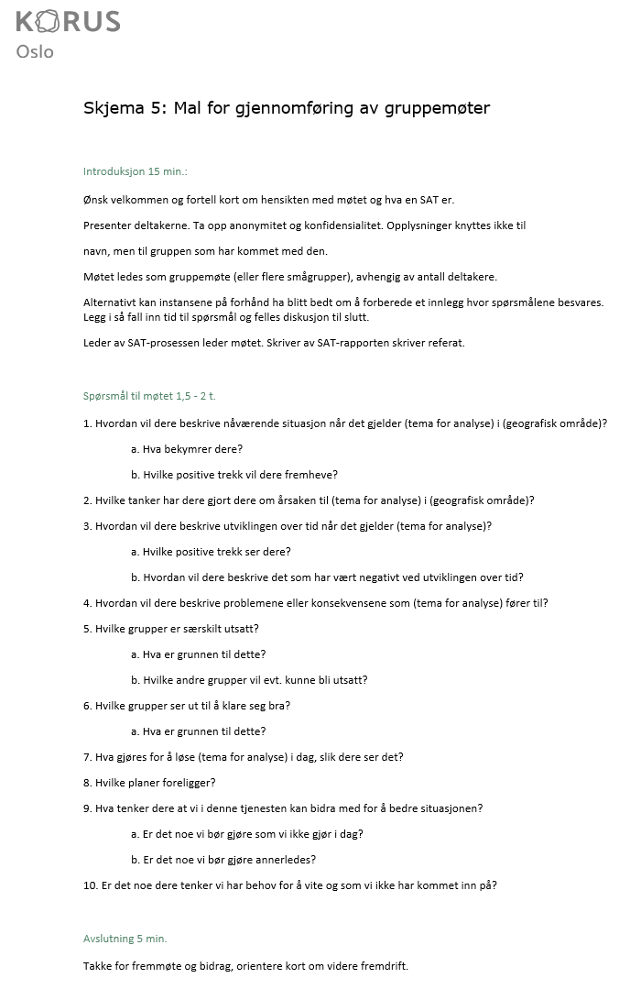 KORUS
Oslo
Skjema 5: Mal for gjennomføring av gruppemøter
Introduksjon 15 min.:
Ønsk velkommen og fortell kort om hensikten med møtet og hva en SAT er.
Presenter deltakerne. Ta opp anonymitet og konfidensialitet. Opplysninger knyttes ikke til
navn, men til gruppen som har kommet med den.
Møtet ledes som gruppemøte (eller flere smågrupper), avhengig av antall deltakere.
Alternativt kan instansene på forhånd ha blitt bedt om å forberede et innlegg hvor spørsmålene besvares.
Legg i så fall inn tid til spørsmål og felles diskusjon til slutt.
Leder av SAT-prosessen leder møtet. Skriver av SAT-rapporten skriver referat.
Spørsmål til møtet 1,5 - 2 t.
1. Hvordan vil dere beskrive nåværende situasjon når det gjelder (tema for analyse) i (geografisk område)?
a. Hva bekymrer dere?
b. Hvilke positive trekk vil dere fremheve?
2. Hvilke tanker har dere gjort dere om årsaken til (tema for analyse) i (geografisk område)?
3. Hvordan vil dere beskrive utviklingen over tid når det gjelder (tema for analyse)?
a. Hvilke positive trekk ser dere?
b. Hvordan vil dere beskrive det som har vært negativt ved utviklingen over tid?
4. Hvordan vil dere beskrive problemene eller konsekvensene som (tema for analyse) fører til?
5. Hvilke grupper er særskilt utsatt?
a. Hva er grunnen til dette?
b. Hvilke andre grupper vil evt. kunne bli utsatt?
6. Hvilke grupper ser ut til å klare seg bra?
a. Hva er grunnen til dette?
7. Hva gjøres for å løse (tema for analyse) i dag, slik dere ser det?
8. Hvilke planer foreligger?
9. Hva tenker dere at vi i denne tjenesten kan bidra med for å bedre situasjonen?
a. Er det noe vi bør gjøre som vi ikke gjør i dag?
b. Er det noe vi bør gjøre annerledes?
10. Er det noe dere tenker vi har behov for å vite og som vi ikke har kommet inn på?
Avslutning 5 min.
Takke for fremmøte og bidrag, orientere kort om videre fremdrift.